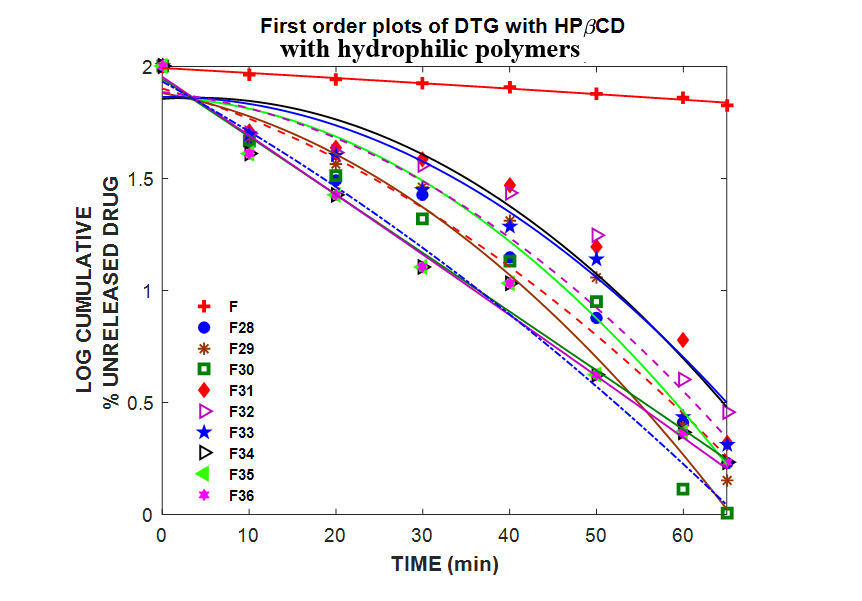 First order plots of DTG with HPβCD
with hydrophilic polymers
LOG CUMULATIVE
% UNRELEASED DRUG
2
1.5
1
0.5
0
F
F28
F29
F30
F31
F32
F33
F34
F35
F36
0 10 20 30 40 50 60
TIME (min)